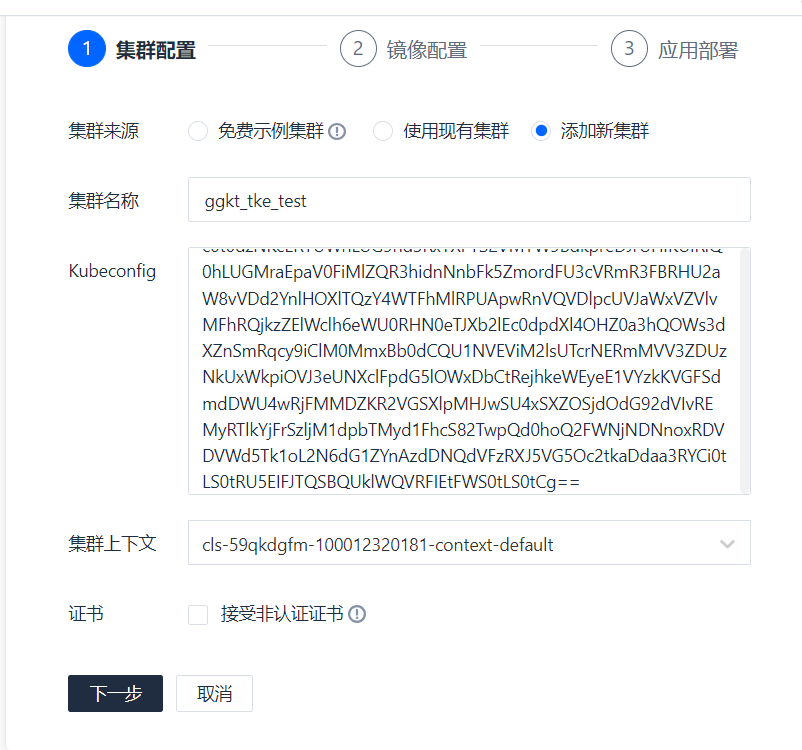 1 集群配置 2 镜像配置 3 应用部署
集群来源 免费示例集群 使用现有集群 添加新集群
集群名称 ggkt_tke_test
Kubeconfig
0hLUGMraEpaV0FiMlZQR3hidnNnbFk5ZmordFU3cVRmR3FBRHU2a
W8vVDd2YnlHOXlTQzY4WTFhMlRPUApwRnVQVDlpcUVJaWxVZVlv
MFhRQjkzZElWclh6eWU0RHN0eTJXb2lEc0dpdXl4OHZ0a3hQOWs3d
XZnSmRqcy9iClM0MmxBb0dCQU1NVEViM2lsUTcrNERmMVV3ZDUz
NkUxWkpiOVJ3eUNXclFpdG5lOWxDbCtRejhkeWEyeE1VYzkKVGFSd
mdDWU4wRjFMMDZKR2VGSXlpMHJwSU4xSXZOSjdOdG92dVIvRE
MyRTlkYjFrSzljM1dpbTMyd1FhcS82TwpQd0hoQ2FWNjNDNnoxRDV
DVWd5Tk1oL2N6dG1ZYnAzdDNQdVFzRXJ5VG5Oc2tkaDdaa3RYCi0t
LS0tRU5EIFJTQSBQUklWQVRFIEtFWS0tLS0tCg==
集群上下文 cls-59qkdgfm-100012320181-context-default
证书 接受非认证证书
下一步 取消